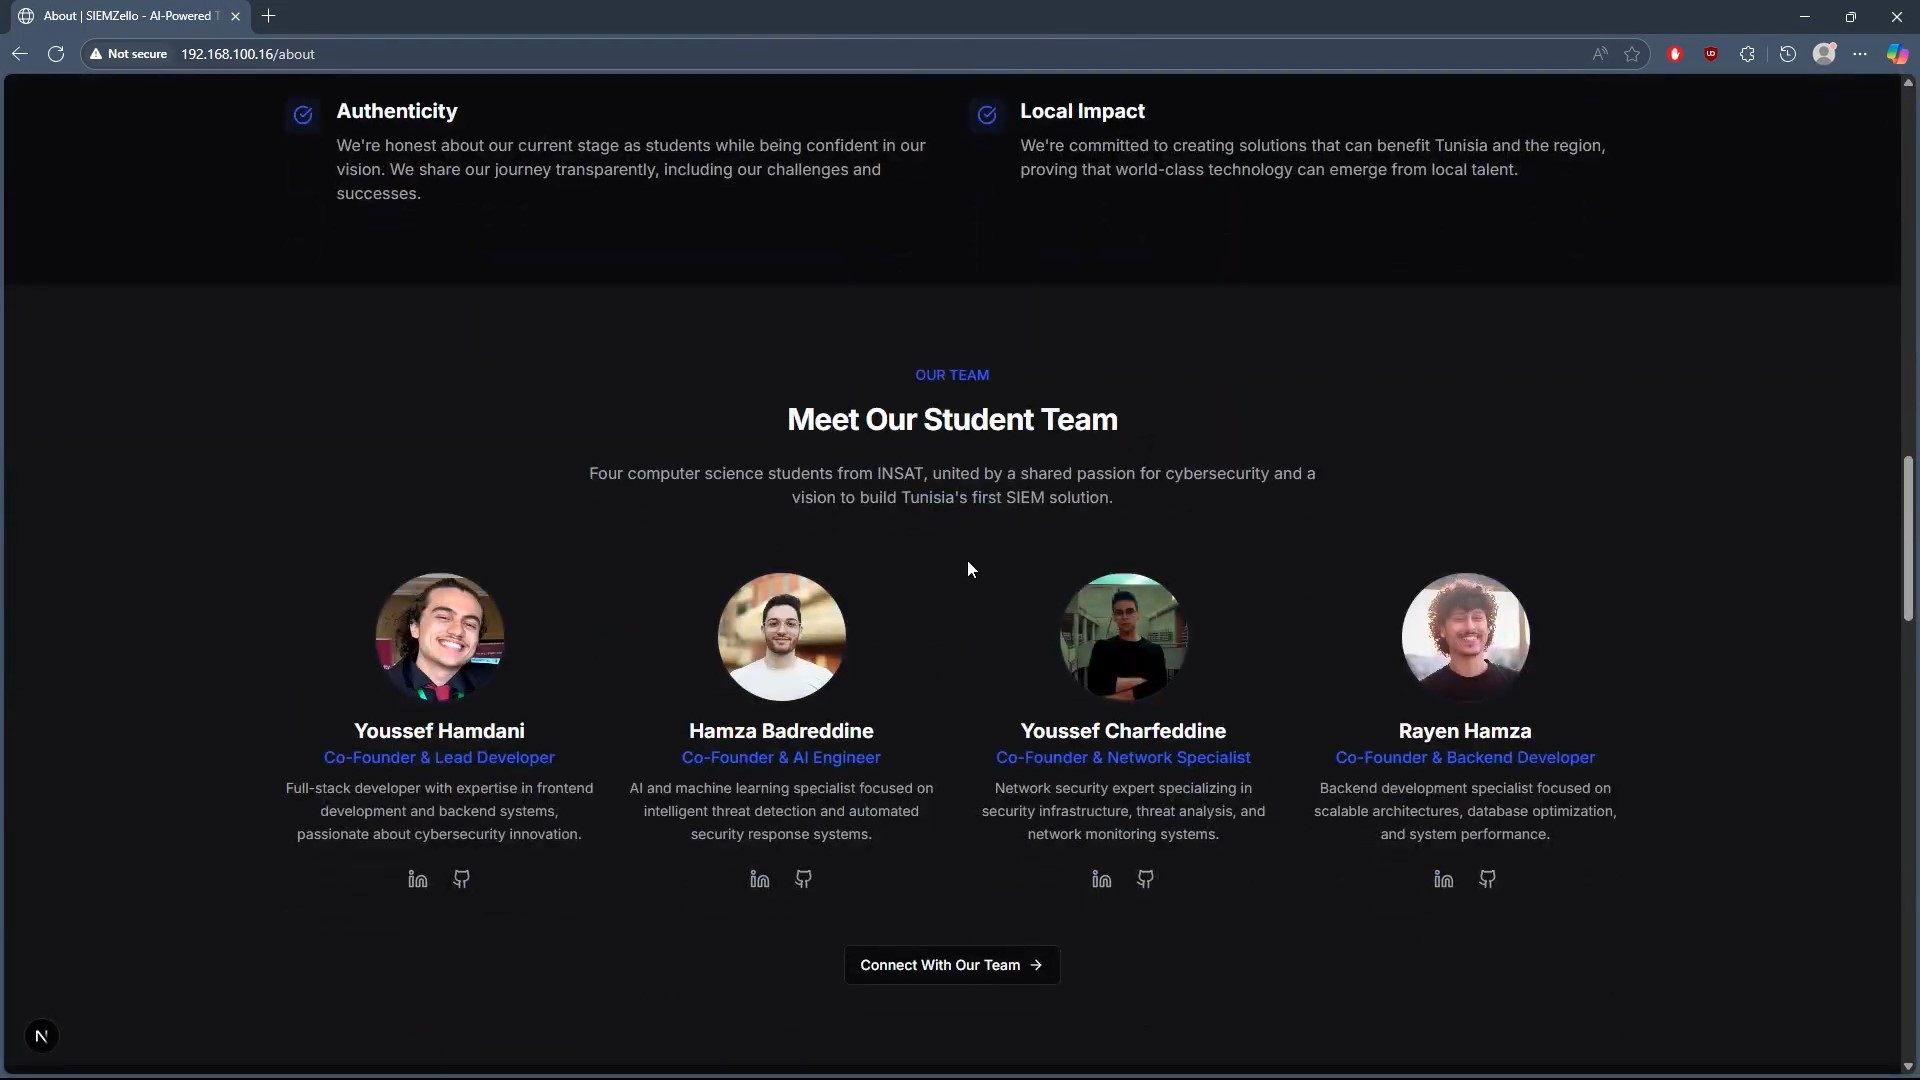 About | SIEMZello - AI-Powered T
Not secure 192.168.100.16/about
Authenticity
We're honest about our current stage as students while being confident in our
vision. We share our journey transparently, including our challenges and
successes.
Local Impact
We're committed to creating solutions that can benefit Tunisia and the region,
proving that world-class technology can emerge from local talent.
OUR TEAM
Meet Our Student Team
Four computer science students from INSAT, united by a shared passion for cybersecurity and a
vision to build Tunisia's first SIEM solution.
Youssef Hamdani
Co-Founder & Lead Developer
Full-stack developer with expertise in frontend
development and backend systems,
passionate about cybersecurity innovation.
Hamza Badreddine
Co-Founder & AI Engineer
AI and machine learning specialist focused on
intelligent threat detection and automated
security response systems.
Youssef Charfeddine
Co-Founder & Network Specialist
Network security expert specializing in
security infrastructure, threat analysis, and
network monitoring systems.
Rayen Hamza
Co-Founder & Backend Developer
Backend development specialist focused on
scalable architectures, database optimization,
and system performance.
Connect With Our Team →
N